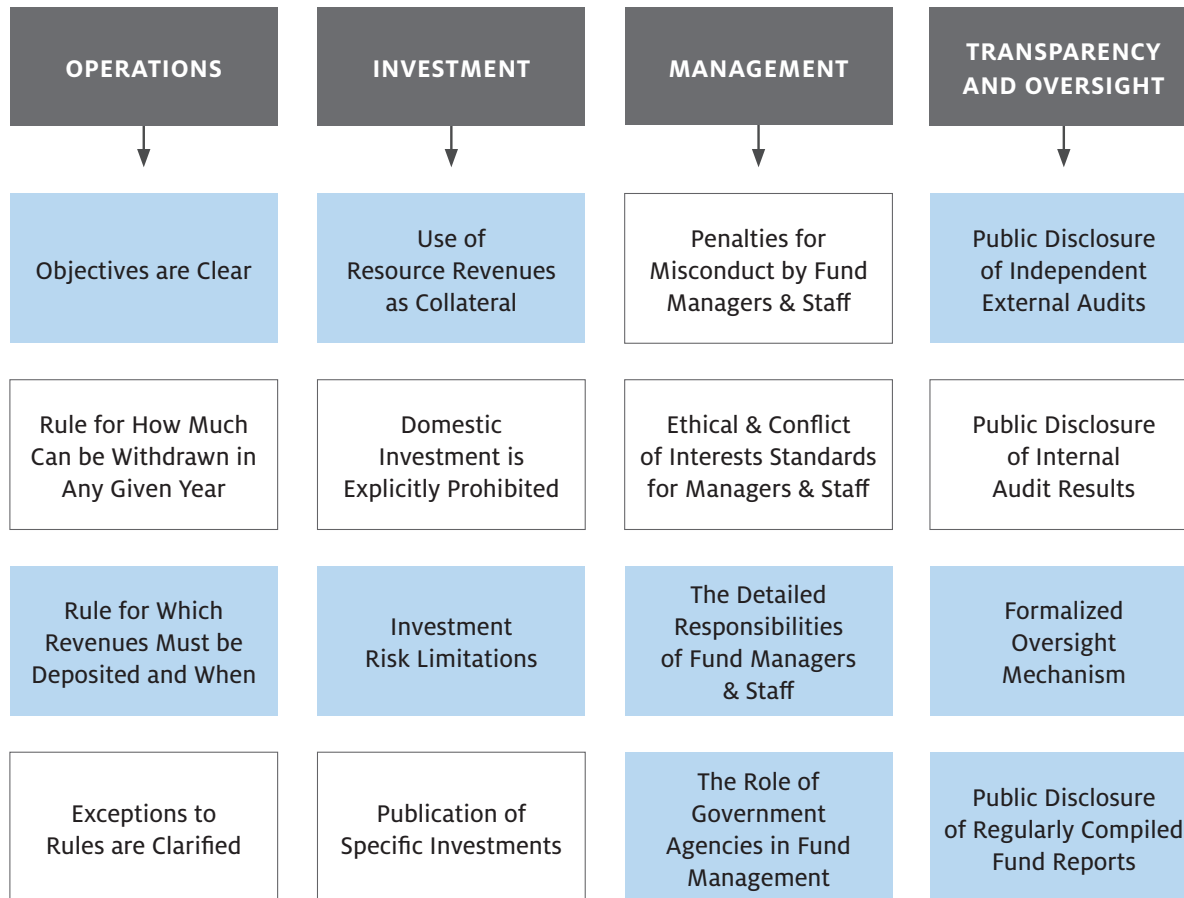 OPERATIONS
INVESTMENT
MANAGEMENT
TRANSPARENCY
AND OVERSIGHT
Objectives are Clear
Use of
Resource Revenues
as Collateral
Penalties for
Misconduct by Fund
Managers & Staff
Public Disclosure
of Independent
External Audits
Rule for How Much
Can be Withdrawn in
Any Given Year
Domestic
Investment is
Explicitly Prohibited
Ethical & Conflict
of Interests Standards
for Managers & Staff
Public Disclosure
of Internal
Audit Results
Rule for Which
Revenues Must be
Deposited and When
Investment
Risk Limitations
The Detailed
Responsibilities
of Fund Managers
& Staff
Formalized
Oversight
Mechanism
Exceptions to
Rules are Clarified
Publication of
Specific Investments
The Role of
Government
Agencies in Fund
Management
Public Disclosure
of Regularly Compiled
Fund Reports